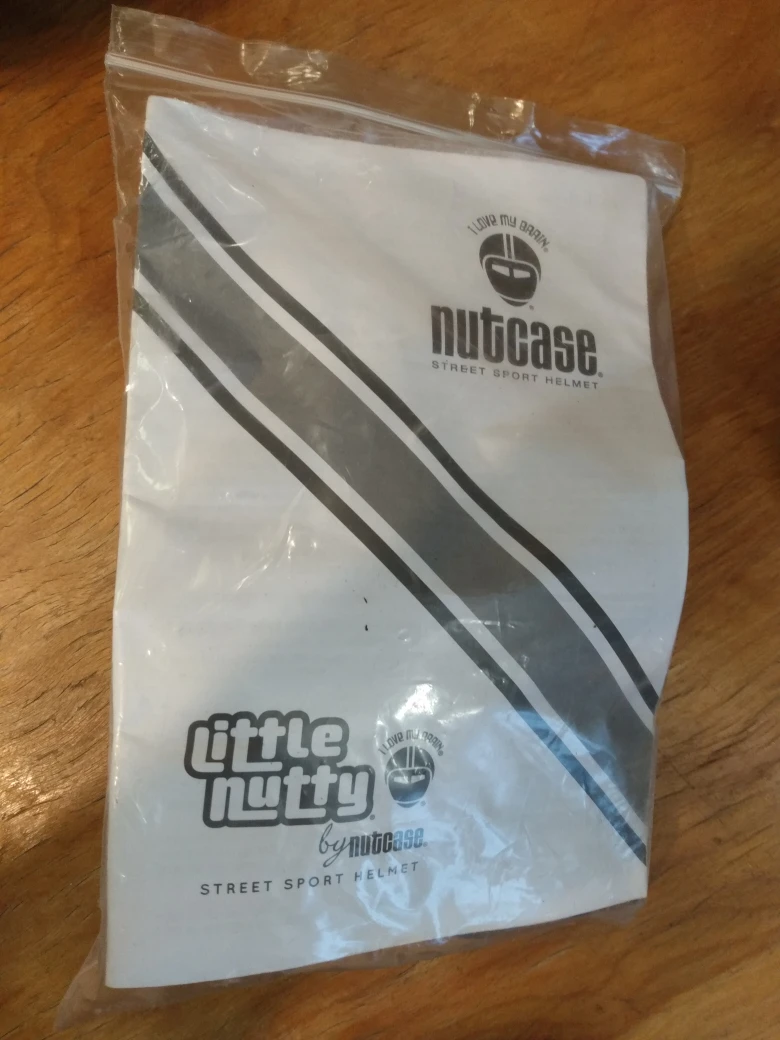 I LOVE MY BRAIN®
nutcase®
STREET SPORT HELMET
Little
nutty®
I LOVE MY BRAIN®
by nutcase®
STREET SPORT HELMET